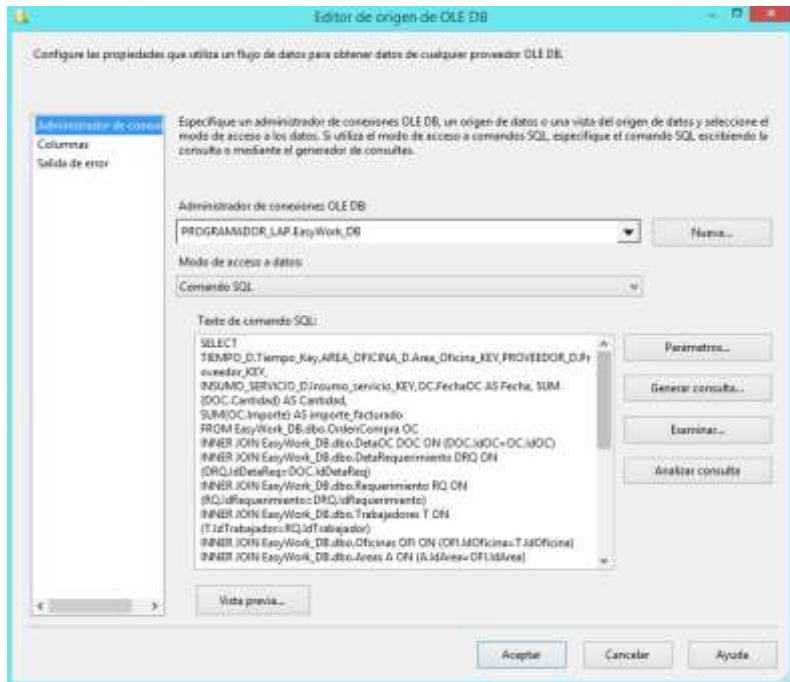 Editor de origen de OLE DB
Configure las propiedades que utiliza un flujo de datos para obtener datos de cualquier proveedor OLE DB.
Administrador de conexi
Columnas
Salida de error
Especifique un administrador de conexiones OLE DB, un origen de datos o una vista del origen de datos y seleccione el
modo de acceso a los datos. Si utiliza el modo de acceso a comandos SQL, especifique el comando SQL escribiendo la
consulta o mediante el generador de consultas.
Administrador de conexiones OLE DB:
PROGRAMADOR_LAP.EasyWork_DB
Nueva...
Modo de acceso a datos:
Comando SQL
Texto de comando SQL:
SELECT
TIEMPO_D.Tiempo_Key,AREA_OFICINA_D.Area_Oficina_KEY,PROVEEDOR_D.Pr
oveedor_KEY,
INSUMO_SERVICIO_D.insumo_servicio_KEY,OC.FechaOC AS Fecha, SUM
(DOC.Cantidad) AS Cantidad,
SUM(OC.Importe) AS importe_facturado
FROM EasyWork_DB.dbo.OrdenCompra OC
INNER JOIN EasyWork_DB.dbo.DetaOC DOC ON (DOC.IdOC=OC.IdOC)
INNER JOIN EasyWork_DB.dbo.DetaRequerimiento DRQ ON
(DRQ.IdDetaReq=DOC.IdDetaReq)
INNER JOIN EasyWork_DB.dbo.Requerimiento RQ ON
(RQ.IdRequerimiento=DRQ.IdRequerimiento)
INNER JOIN EasyWork_DB.dbo.Trabajadores T ON
(T.IdTrabajador=RQ.IdTrabajador)
INNER JOIN EasyWork_DB.dbo.Oficinas OFI ON (OFI.IdOficina=T.IdOficina)
INNER JOIN EasyWork_DB.dbo.Areas A ON (A.IdArea=OFI.IdArea)
Parámetros...
Generar consulta...
Examinar...
Analizar consulta
Vista previa...
Aceptar
Cancelar
Ayuda